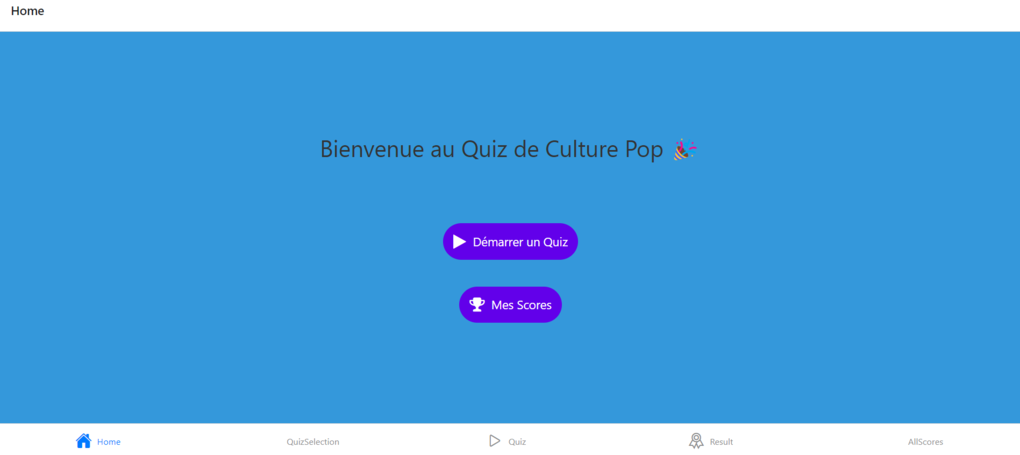 Home
Bienvenue au Quiz de Culture Pop 🎉
Démarrer un Quiz
Mes Scores
Home QuizSelection Quiz Result AllScores